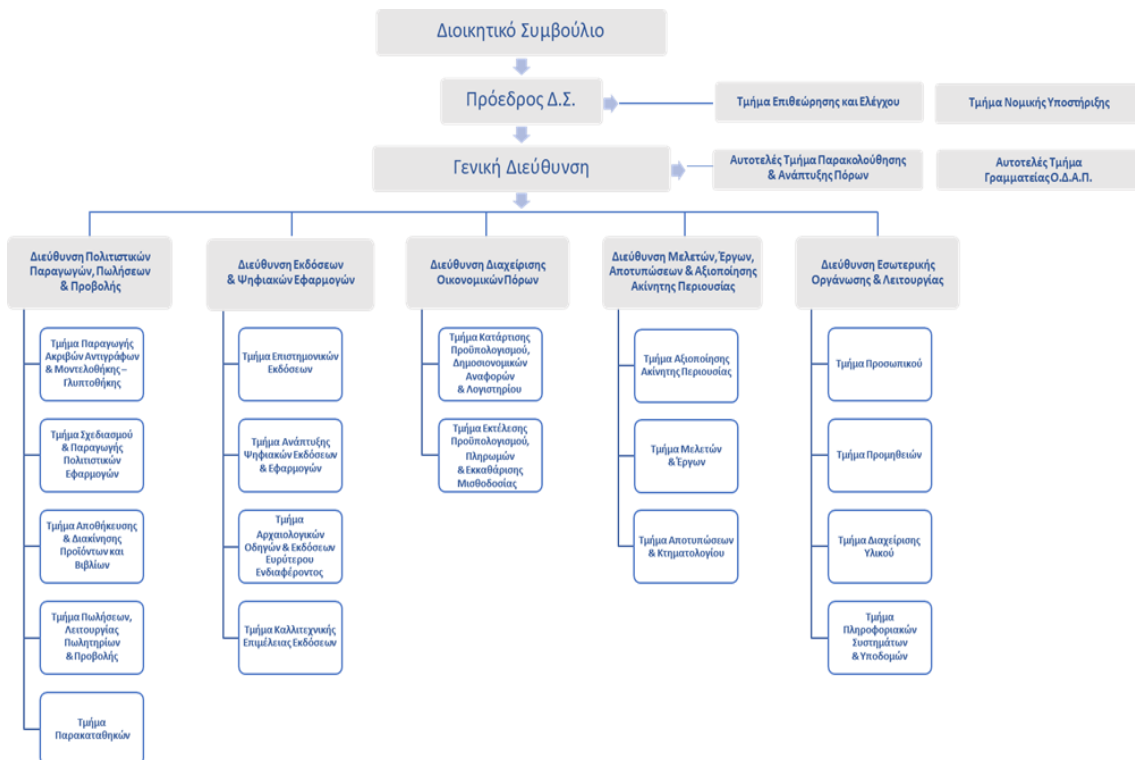 Διοικητικό Συμβούλιο
Πρόεδρος Δ.Σ.
Τμήμα Επιθεώρησης και Ελέγχου
Τμήμα Νομικής Υποστήριξης
Γενική Διεύθυνση
Αυτοτελές Τμήμα Παρακολούθησης
& Ανάπτυξης Πόρων
Αυτοτελές Τμήμα
Γραμματείας Ο.Δ.Α.Π.
Διεύθυνση Πολιτιστικών
Παραγωγών, Πωλήσεων
& Προβολής
Διεύθυνση Εκδόσεων
& Ψηφιακών Εφαρμογών
Διεύθυνση Διαχείρισης
Οικονομικών Πόρων
Διεύθυνση Μελετών, Έργων,
Αποτυπώσεων & Αξιοποίησης
Ακίνητης Περιουσίας
Διεύθυνση Εσωτερικής
Οργάνωσης & Λειτουργίας
Τμήμα Παραγωγής
Ακριβών Αντιγράφων
& Μοντελοθήκης –
Γλυπτοθήκης
Τμήμα Σχεδιασμού
& Παραγωγής
Πολιτιστικών
Εφαρμογών
Τμήμα Αποθήκευσης
& Διακίνησης
Προϊόντων και
Βιβλίων
Τμήμα Πωλήσεων,
Λειτουργίας
Πωλητηρίων
& Προβολής
Τμήμα
Παρακαταθηκών
Τμήμα Επιστημονικών
Εκδόσεων
Τμήμα Ανάπτυξης
Ψηφιακών Εκδόσεων
& Εφαρμογών
Τμήμα
Αρχαιολογικών
Οδηγών & Εκδόσεων
Ευρύτερου
Ενδιαφέροντος
Τμήμα Καλλιτεχνικής
Επιμέλειας Εκδόσεων
Τμήμα Κατάρτισης
Προϋπολογισμού,
Δημοσιονομικών
Αναφορών
& Λογιστηρίου
Τμήμα Εκτέλεσης
Προϋπολογισμού,
Πληρωμών
& Εκκαθάρισης
Μισθοδοσίας
Τμήμα Αξιοποίησης
Ακίνητης Περιουσίας
Τμήμα Μελετών
& Έργων
Τμήμα Αποτυπώσεων
& Κτηματολογίου
Τμήμα Προσωπικού
Τμήμα Προμηθειών
Τμήμα Διαχείρισης
Υλικού
Τμήμα
Πληροφοριακών
Συστημάτων
& Υποδομών